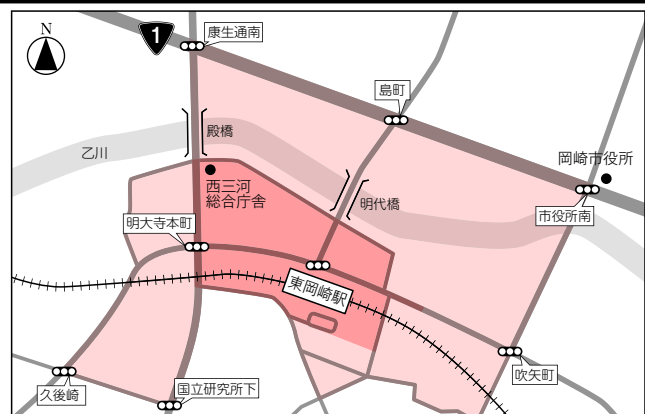 N
1
康生通南
島町
殿橋
乙川
岡崎市役所
西三河
総合庁舎
明代橋
市役所南
明大寺本町
東岡崎駅
吹矢町
久後崎
国立研究所下